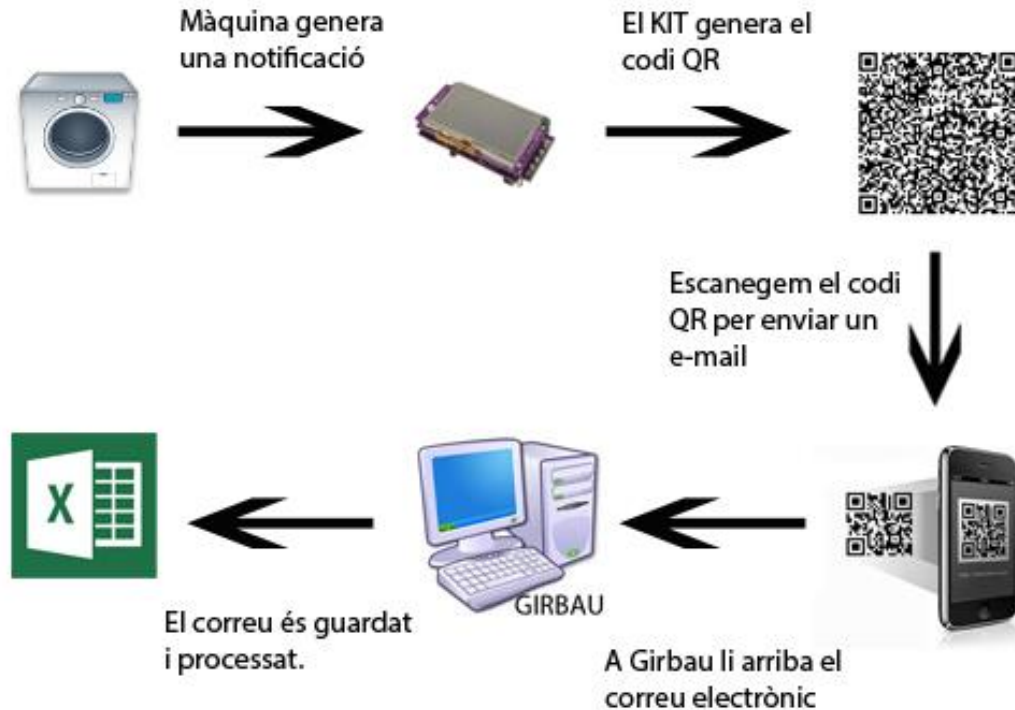 Màquina genera
una notificació
El KIT genera el
codi QR
Escanegem el codi
QR per enviar un
e-mail
X
GIRBAU
El correu és guardat
i processat.
A Girbau li arriba el
correu electrònic